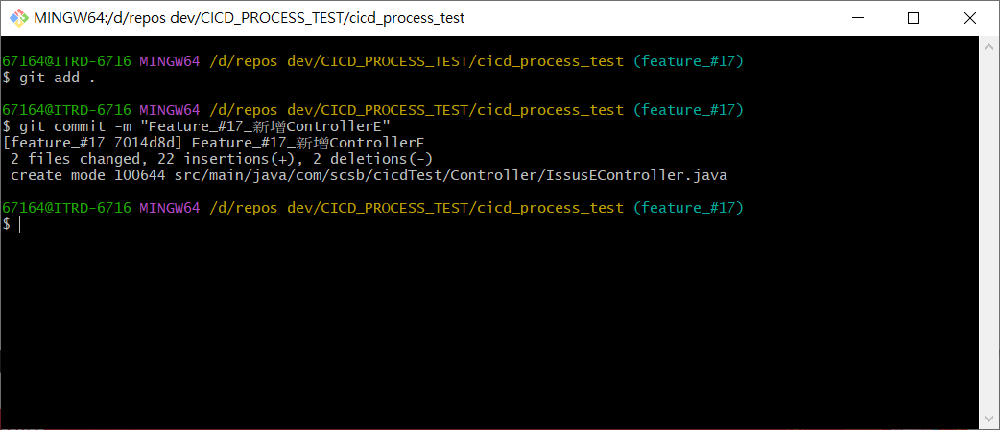 MINGW64:/d/repos dev/CICD_PROCESS_TEST/cicd_process_test
67164@ITRD-6716 MINGW64 /d/repos dev/CICD_PROCESS_TEST/cicd_process_test (feature_#17)
$ git add .
67164@ITRD-6716 MINGW64 /d/repos dev/CICD_PROCESS_TEST/cicd_process_test (feature_#17)
$ git commit -m "Feature_#17_新增ControllerE"
[feature_#17 7014d8d] Feature_#17_新增ControllerE
 2 files changed, 22 insertions(+), 2 deletions(-)
 create mode 100644 src/main/java/com/scsb/cicdTest/Controller/IssusEController.java
67164@ITRD-6716 MINGW64 /d/repos dev/CICD_PROCESS_TEST/cicd_process_test (feature_#17)
$